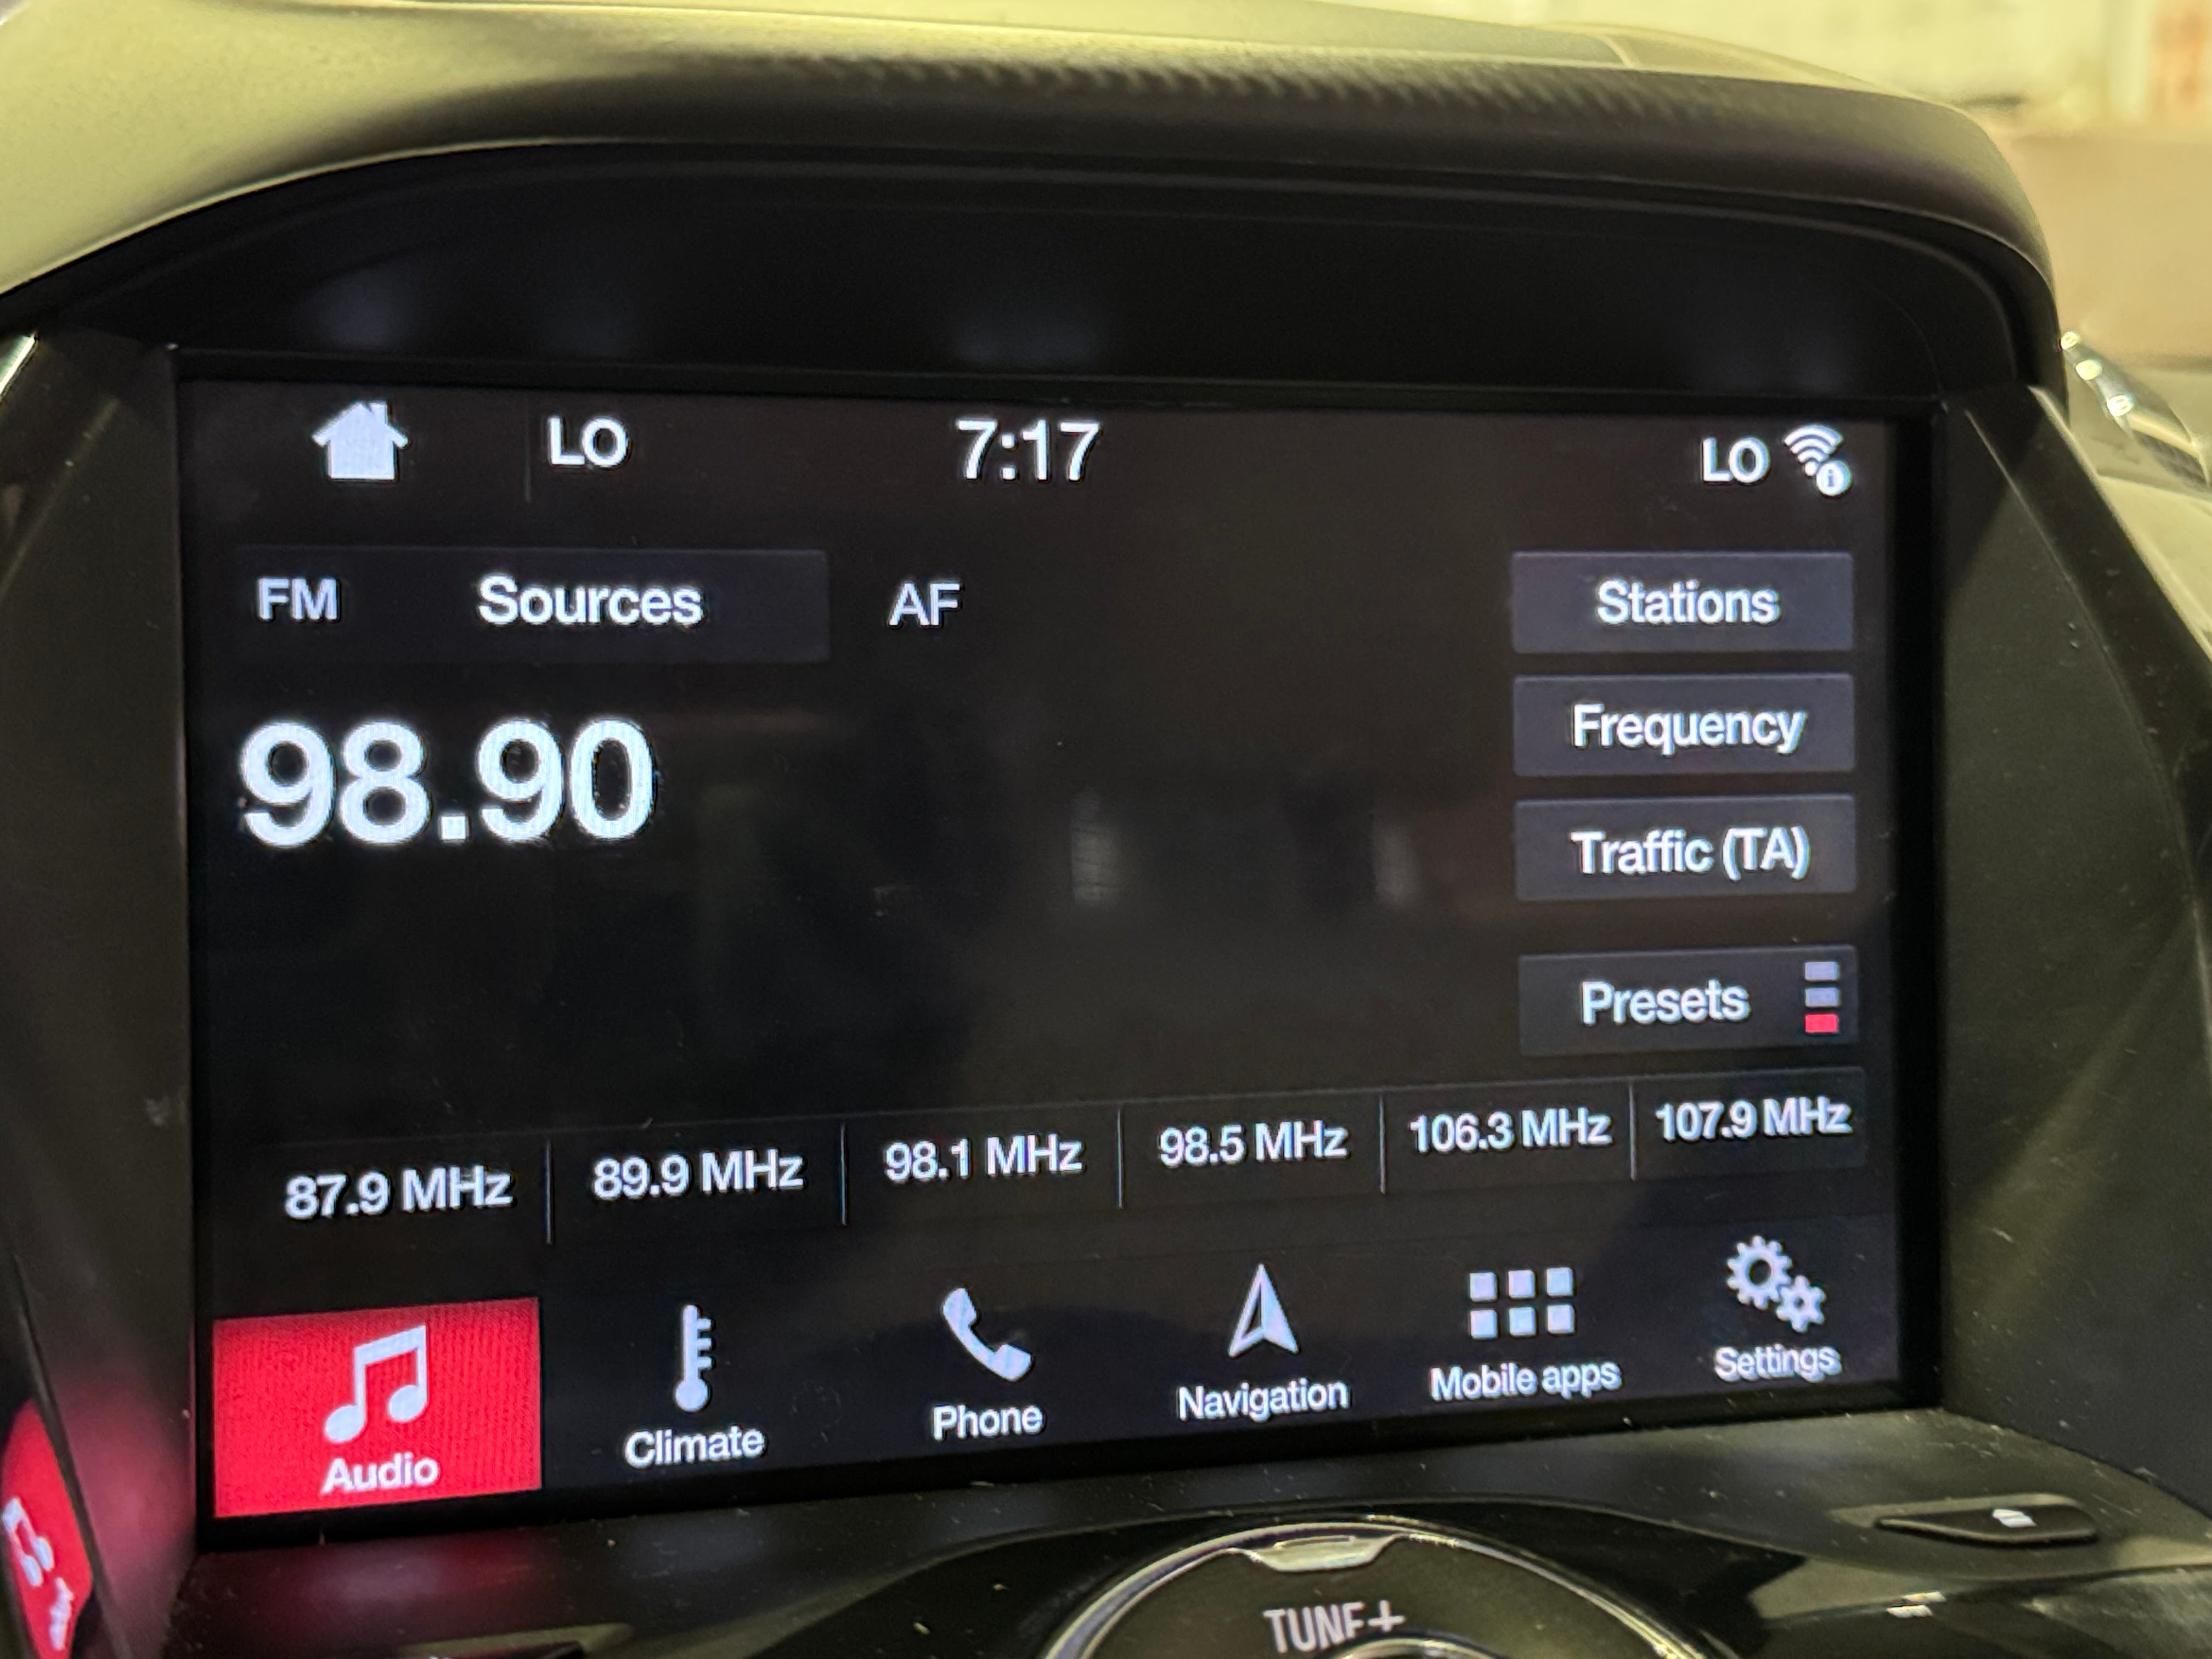 LO 7:17 LO
FM Sources AF Stations
98.90 Frequency
Traffic (TA)
Presets
87.9 MHz 89.9 MHz 98.1 MHz 98.5 MHz 106.3 MHz 107.9 MHz
Audio Climate Phone Navigation Mobile apps Settings
TUNE+